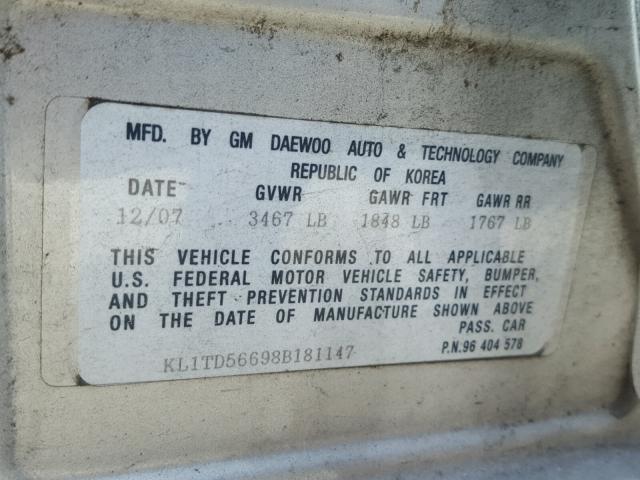 MFD. BY GM DAEWOO AUTO & TECHNOLOGY COMPANY
REPUBLIC OF KOREA
DATE GVWR GAWR FRT GAWR RR
12/07 3467 LB 1848 LB 1767 LB
THIS VEHICLE CONFORMS TO ALL APPLICABLE
U.S. FEDERAL MOTOR VEHICLE SAFETY, BUMPER,
AND THEFT PREVENTION STANDARDS IN EFFECT
ON THE DATE OF MANUFACTURE SHOWN ABOVE
PASS. CAR
KL1TD56698B181147 P.N.96 404 578